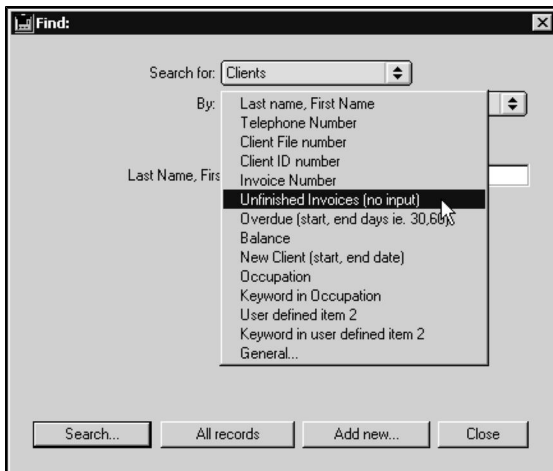 Find:
Search for: Clients
By:
Last name, First Name
Telephone Number
Client File number
Client ID number
Last Name, Firs
Invoice Number
Unfinished Invoices (no input)
Overdue (start, end days ie. 30,60)
Balance
New Client (start, end date)
Occupation
Keyword in Occupation
User defined item 2
Keyword in user defined item 2
General...
Search... All records Add new... Close